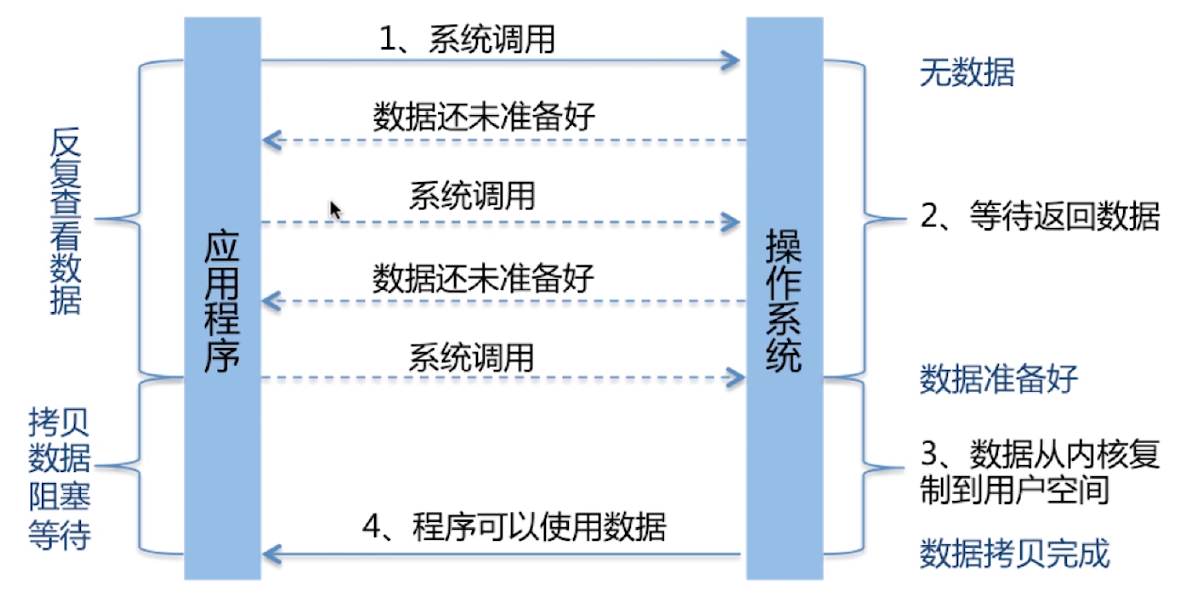 1、系统调用
无数据
数据还未准备好
反复查看数据
系统调用
2、等待返回数据
应用程序
操作系统
数据还未准备好
系统调用
数据准备好
拷贝
数据
阻塞
等待
3、数据从内核复
制到用户空间
4、程序可以使用数据
数据拷贝完成